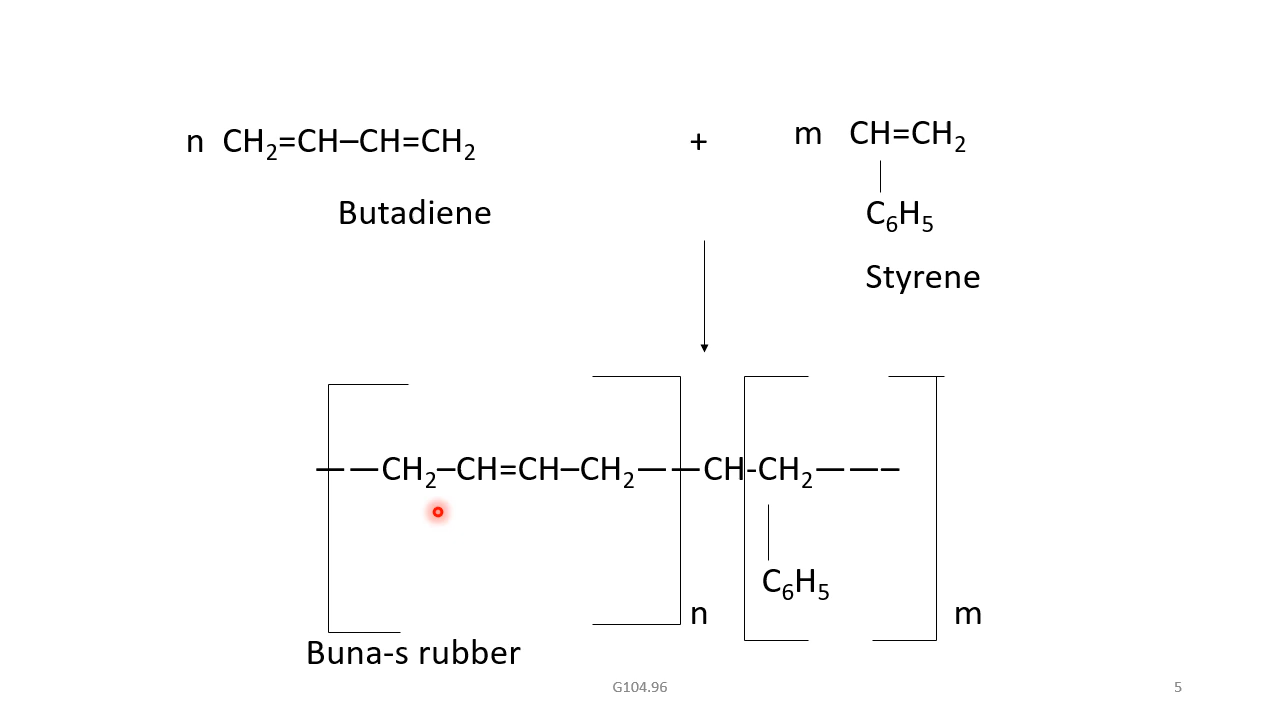 n CH₂=CH–CH=CH₂ + m CH=CH₂
Butadiene C₆H₅
Styrene
— —CH₂–CH=CH–CH₂— —CH-CH₂— —–
C₆H₅
n m
Buna-s rubber
G104.96 5